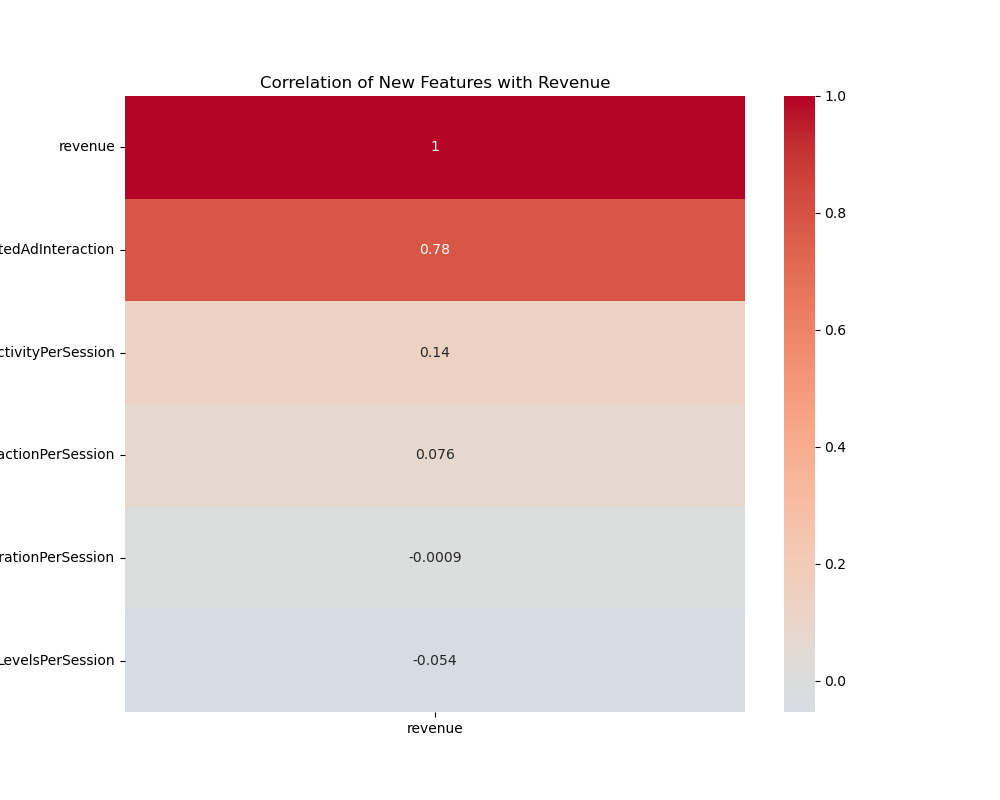 Correlation of New Features with Revenue
revenue
1
tedAdInteraction
0.78
ctivityPerSession
0.14
actionPerSession
0.076
rationPerSession
-0.0009
LevelsPerSession
-0.054
revenue
1.0
0.8
0.6
0.4
0.2
0.0